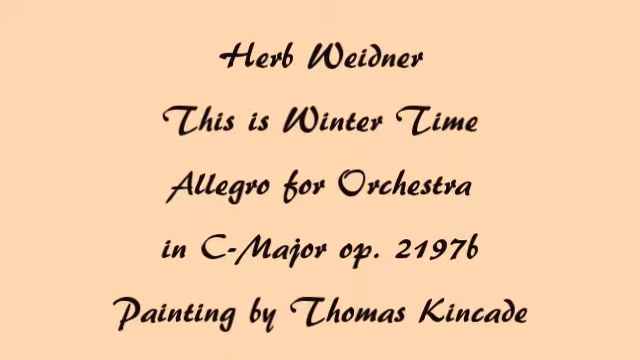 Herb Weidner
This is Winter Time
Allegro for Orchestra
in C-Major op. 2197b
Painting by Thomas Kincade